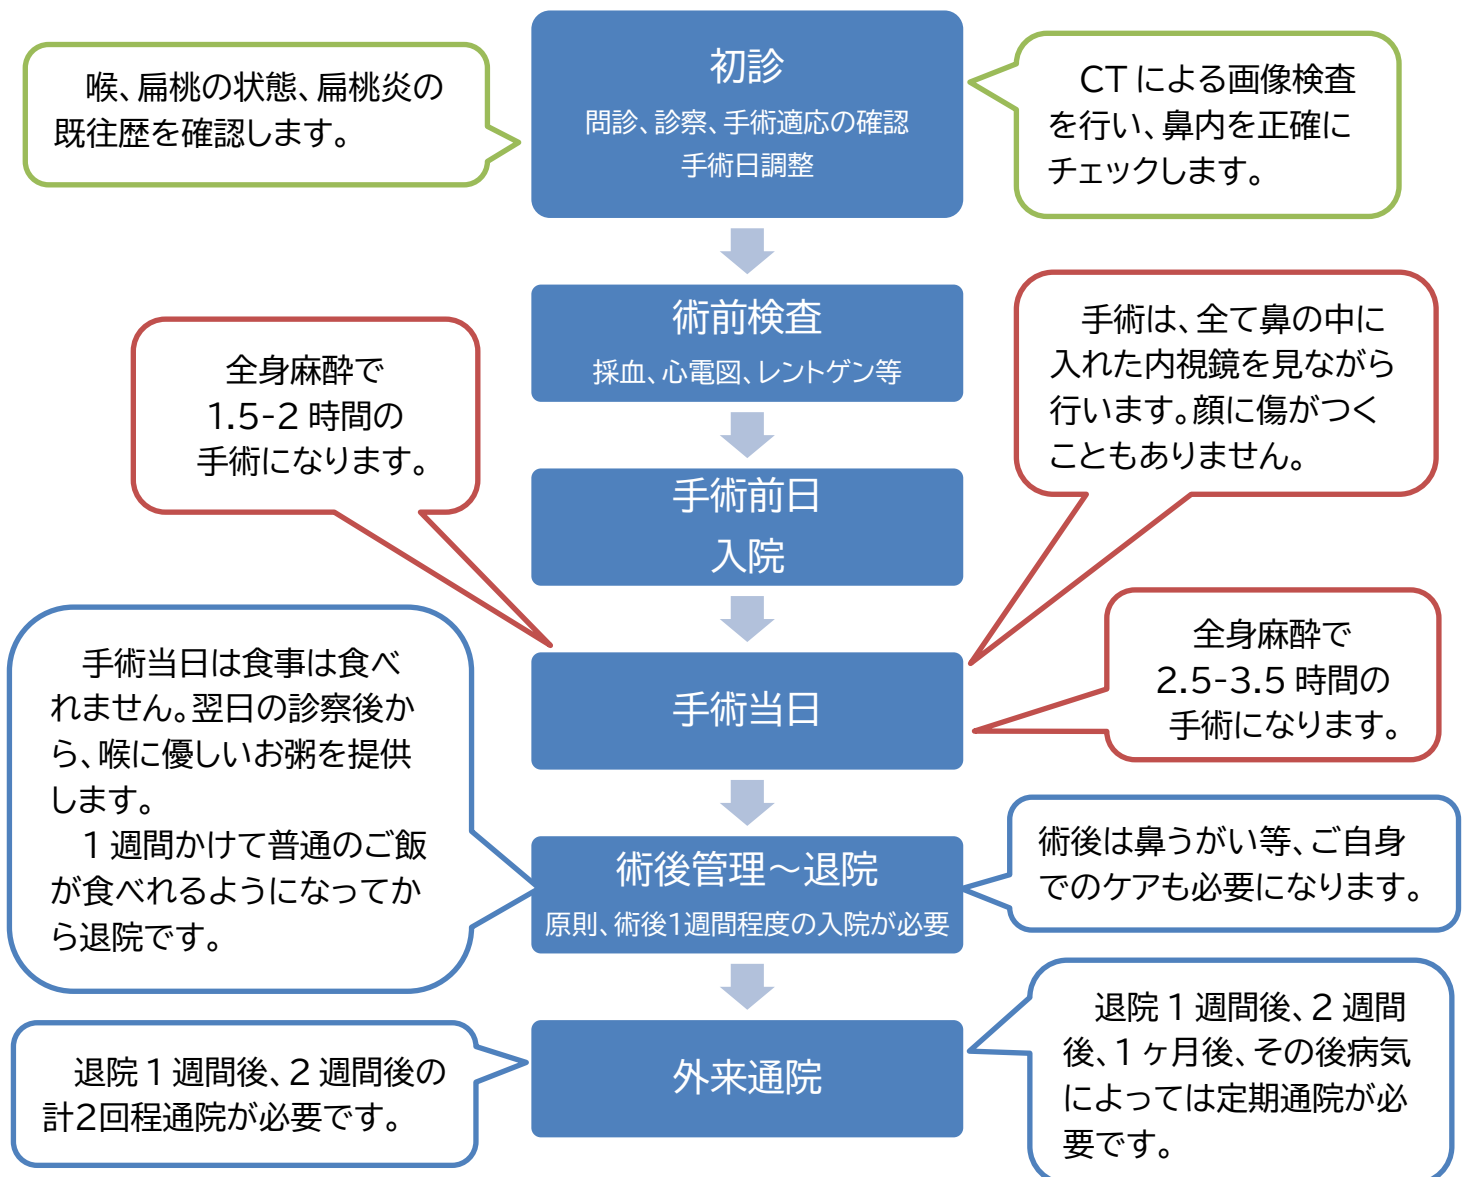 喉、扁桃の状態、扁桃炎の
既往歴を確認します。
初診
問診、診察、手術適応の確認
手術日調整
CTによる画像検査
を行い、鼻内を正確に
チェックします。
術前検査
採血、心電図、レントゲン等
全身麻酔で
1.5-2 時間の
手術になります。
手術は、全て鼻の中に
入れた内視鏡を見ながら
行います。顔に傷がつく
こともありません。
手術前日
入院
手術当日
全身麻酔で
2.5-3.5 時間の
手術になります。
手術当日は食事は食べ
れません。翌日の診察後か
ら、喉に優しいお粥を提供
します。
1 週間かけて普通のご飯
が食べれるようになってか
ら退院です。
術後管理～退院
原則、術後1週間程度の入院が必要
術後は鼻うがい等、ご自身
でのケアも必要になります。
退院 1 週間後、2 週間後の
計2回程通院が必要です。
外来通院
退院 1 週間後、2 週間
後、1ヶ月後、その後病気
によっては定期通院が必
要です。